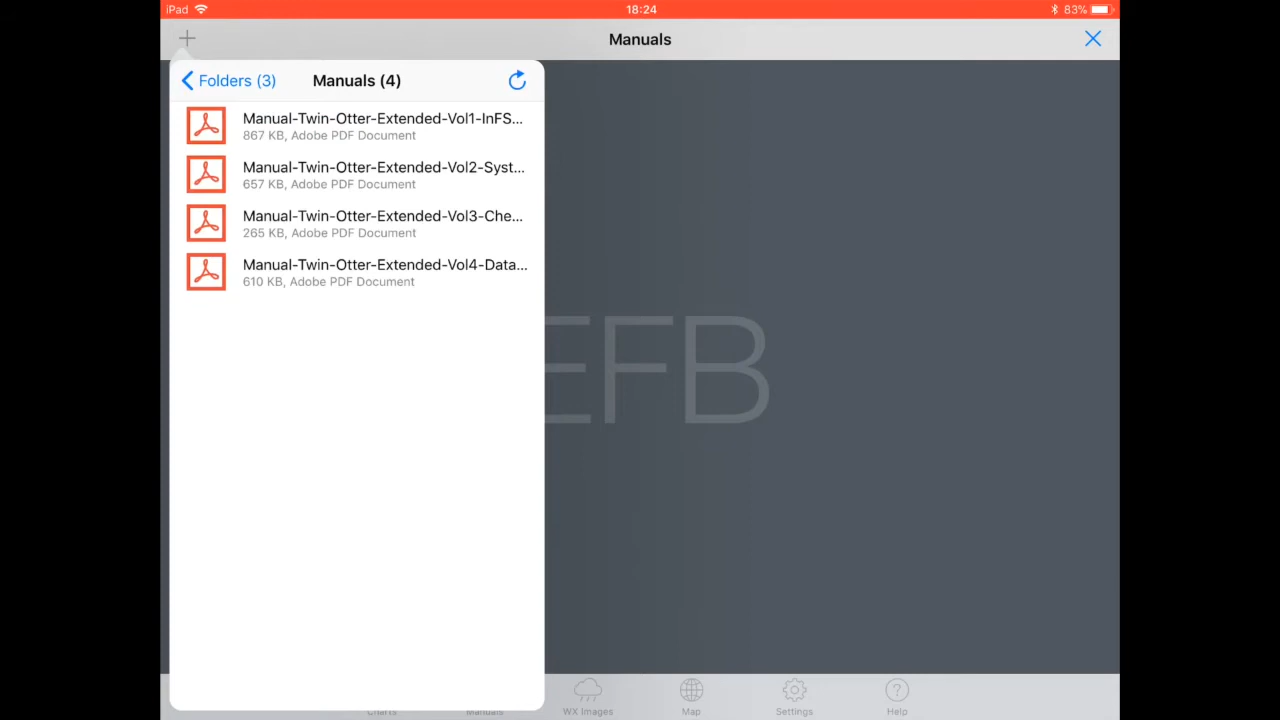 iPad 18:24 83%
Manuals
Folders (3) Manuals (4)
Manual-Twin-Otter-Extended-Vol1-InFS...
867 KB, Adobe PDF Document
Manual-Twin-Otter-Extended-Vol2-Syst...
657 KB, Adobe PDF Document
Manual-Twin-Otter-Extended-Vol3-Che...
265 KB, Adobe PDF Document
Manual-Twin-Otter-Extended-Vol4-Data...
610 KB, Adobe PDF Document
EFB
Charts Manuals WX Images Map Settings Help